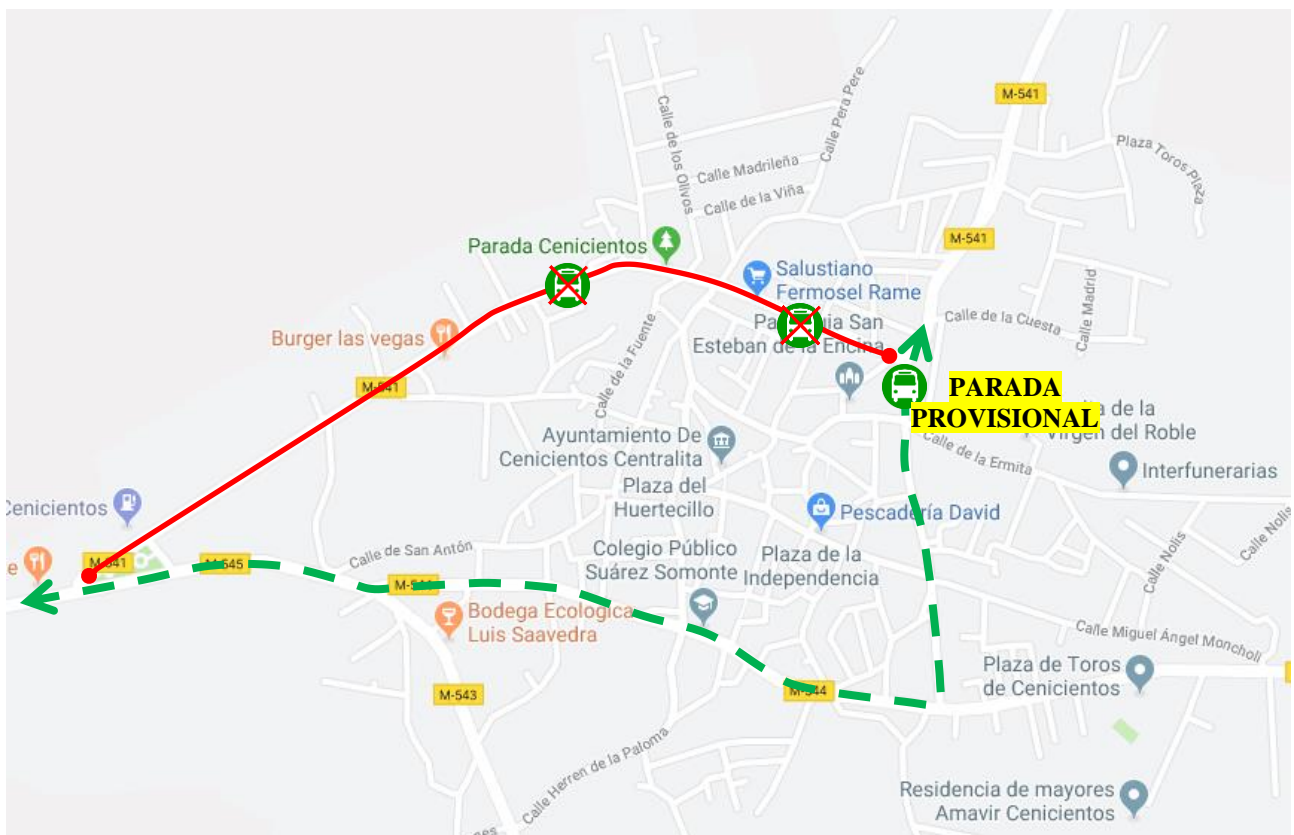 M-541
Calle Pera Pere
Calle de los Olivos
Calle Madrileña
Plaza Toros Plaza
Calle de la Viña
M-541
Parada Cenicientos
Salustiano
Fermosel Rame
Calle Madrid
Calle de la Cuesta
Burger las vegas
San
Esteban de la Encina
Calle de la Fuente
PARADA
PROVISIONAL
de la
Virgen del Roble
Ayuntamiento De
Cenicientos Centralita
Calle de la Ermita
Interfunerarias
Plaza del
Huertecillo
Cenicientos
Pescadería David
Calle Nolis
Calle Nolis
Calle de San Antón
Colegio Público
Suárez Somonte
Plaza de la
Independencia
M-541
M-545
Bodega Ecologica
Luis Saavedra
Calle Miguel Ángel Moncholi
Plaza de Toros
de Cenicientos
M-543
M-544
Calle Herren de la Paloma
Residencia de mayores
Amavir Cenicientos